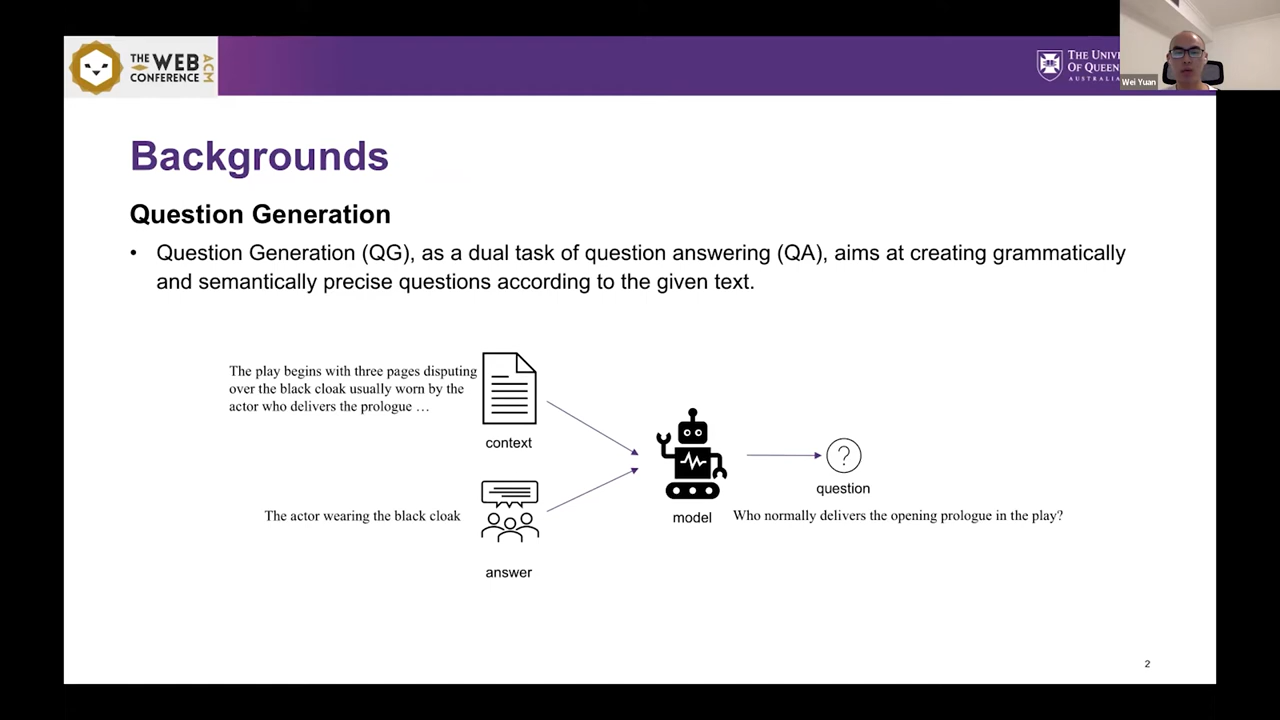 THE WEB
CONFERENCE
ACM
THE UNIV
OF QUEEN
AUSTRALIA
Wei Yuan
Backgrounds
Question Generation
• Question Generation (QG), as a dual task of question answering (QA), aims at creating grammatically
and semantically precise questions according to the given text.
The play begins with three pages disputing
over the black cloak usually worn by the
actor who delivers the prologue …
context
The actor wearing the black cloak
answer
model
?
question
Who normally delivers the opening prologue in the play?
2